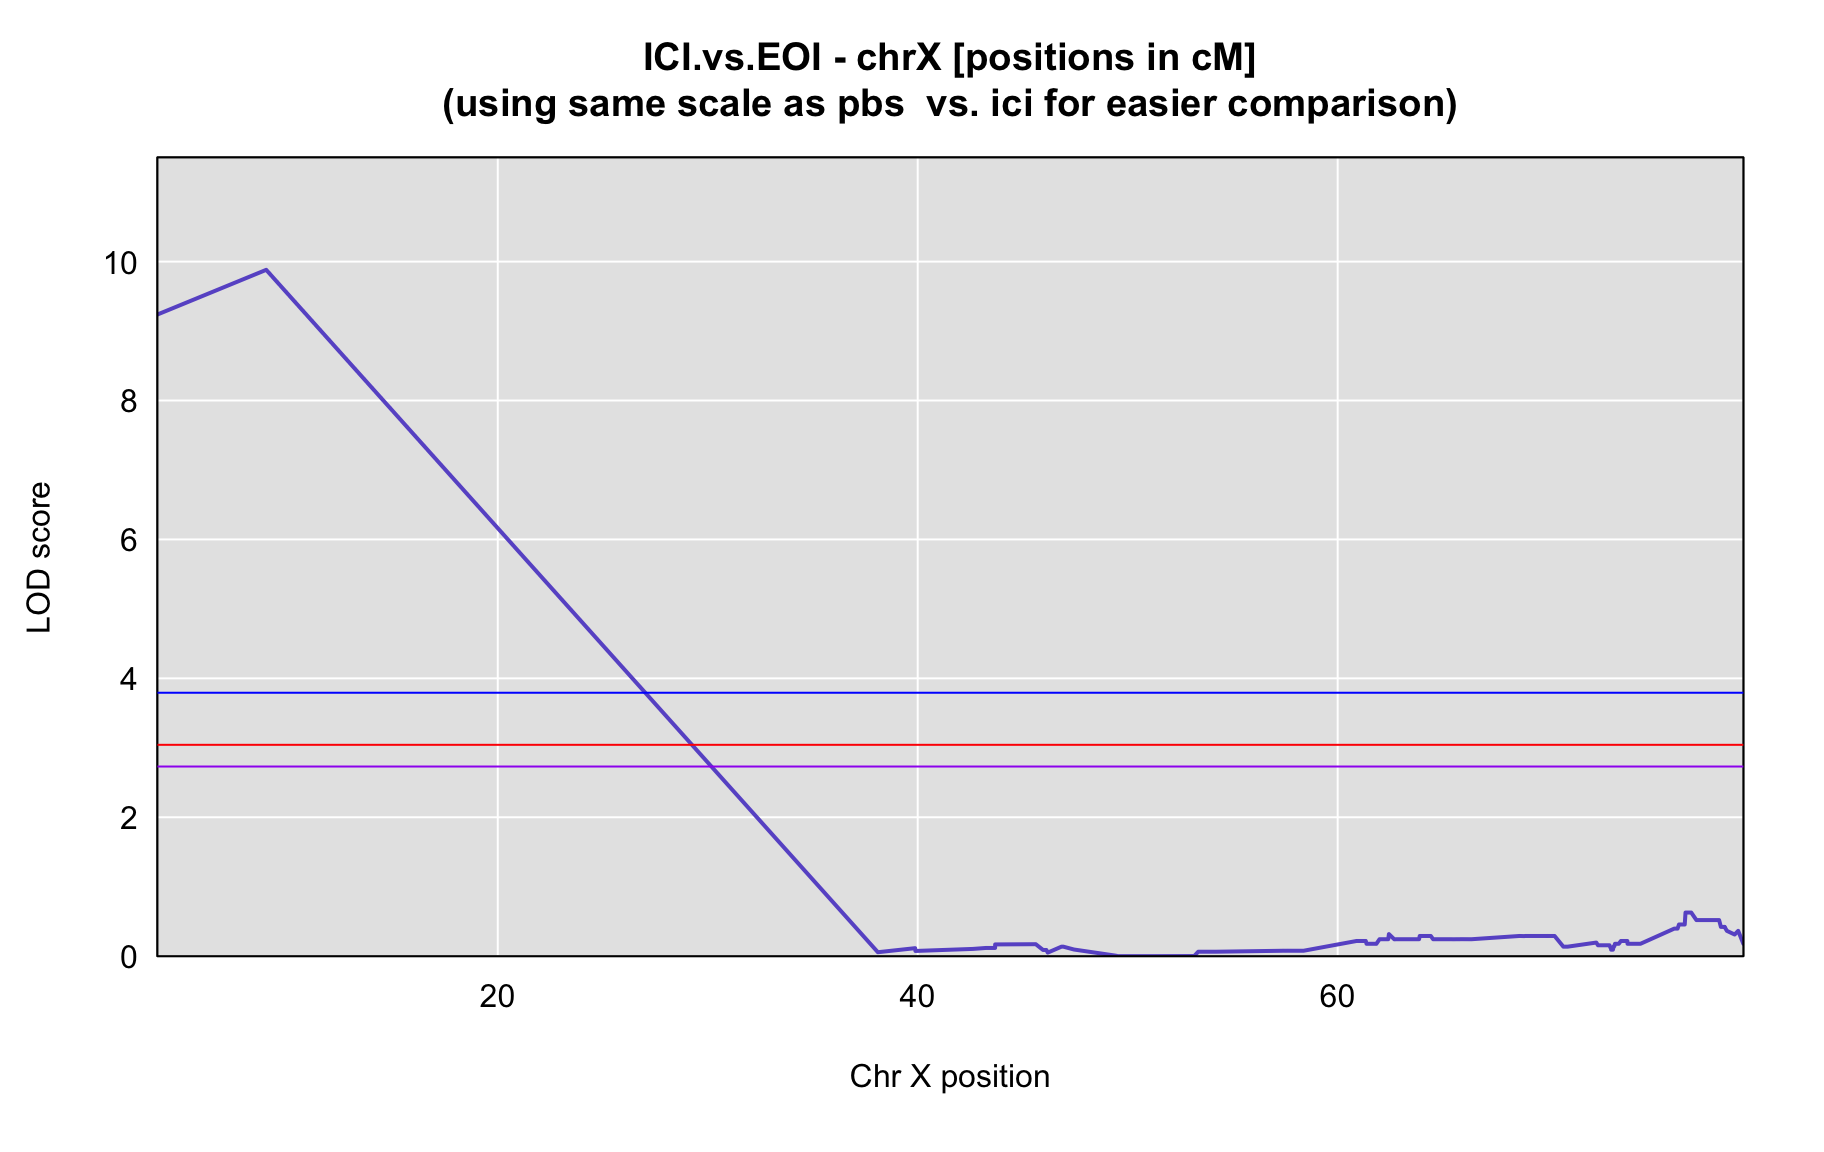 ICI.vs.EOI - chrX [positions in cM]
(using same scale as pbs  vs. ici for easier comparison)
10
8
6
4
2
0
LOD score
20
40
60
Chr X position